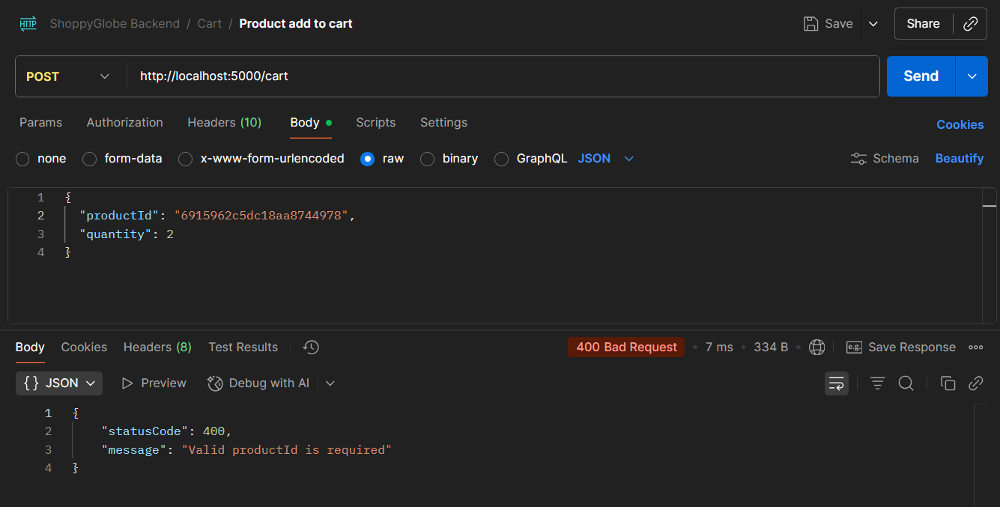 HTTP ShoppyGlobe Backend / Cart / Product add to cart Save Share
POST http://localhost:5000/cart Send
Params Authorization Headers (10) Body Scripts Settings Cookies
none form-data x-www-form-urlencoded raw binary GraphQL JSON Schema Beautify
1 {
2 "productId": "6915962c5dc18aa8744978",
3 "quantity": 2
4 }
Body Cookies Headers (8) Test Results 400 Bad Request • 7 ms • 334 B • e.g. Save Response
{} JSON Preview Debug with AI
1 {
2 "statusCode": 400,
3 "message": "Valid productId is required"
4 }